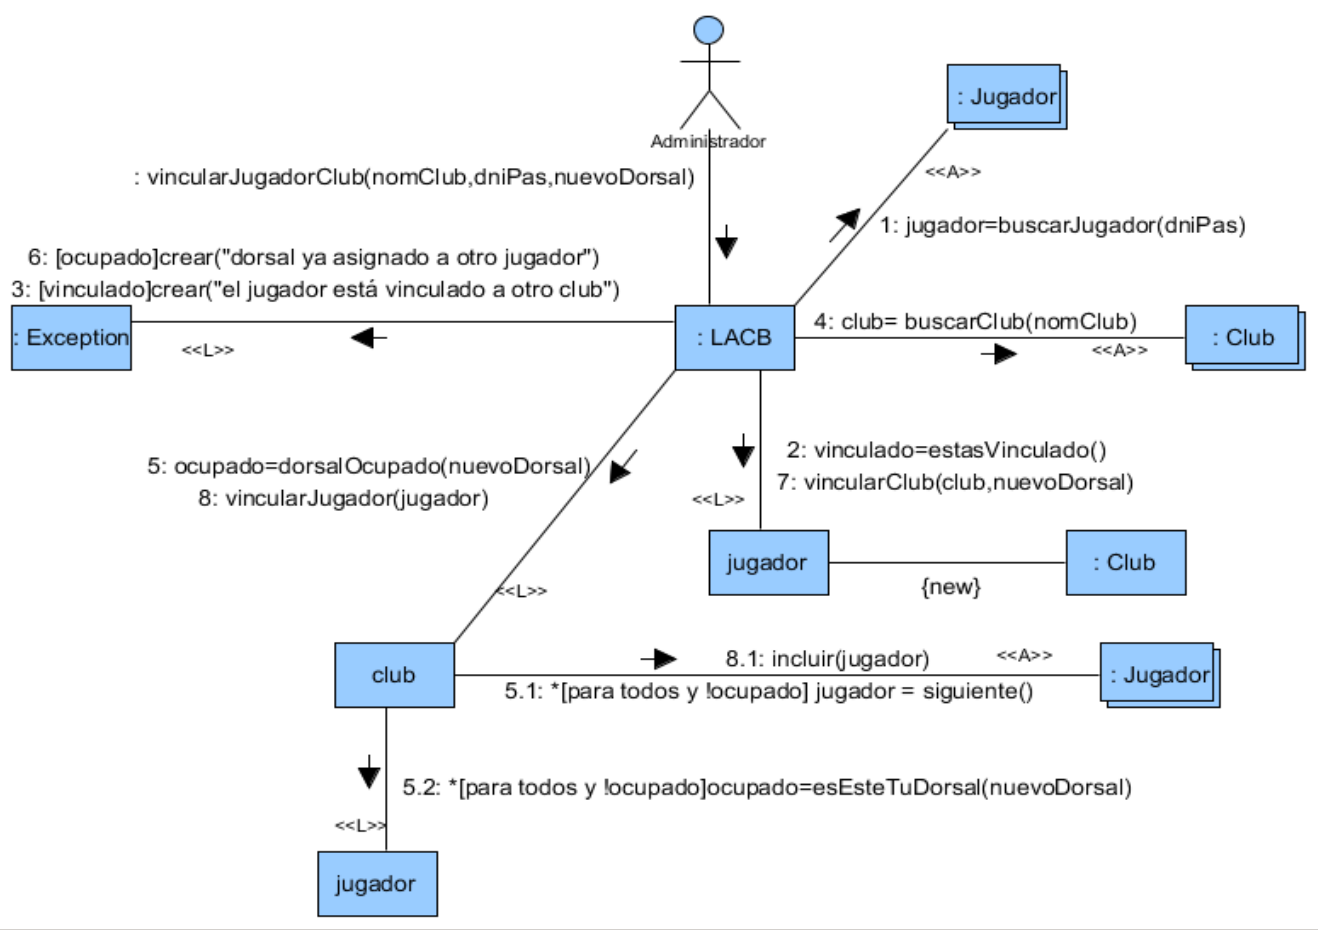 : Jugador
Administrador
<<A>>
: vincularJugadorClub(nomClub,dniPas,nuevoDorsal)
1: jugador=buscarJugador(dniPas)
6: [ocupado]crear("dorsal ya asignado a otro jugador")
3: [vinculado]crear("el jugador está vinculado a otro club")
: Exception
<<L>>
: LACB
4: club= buscarClub(nomClub)
<<A>>
: Club
5: ocupado=dorsalOcupado(nuevoDorsal)
8: vincularJugador(jugador)
2: vinculado=estasVinculado()
7: vincularClub(club,nuevoDorsal)
<<L>>
jugador
{new}
: Club
<<L>>
club
8.1: incluir(jugador)
<<A>>
5.1: *[para todos y !ocupado] jugador = siguiente()
: Jugador
5.2: *[para todos y !ocupado]ocupado=esEsteTuDorsal(nuevoDorsal)
<<L>>
jugador